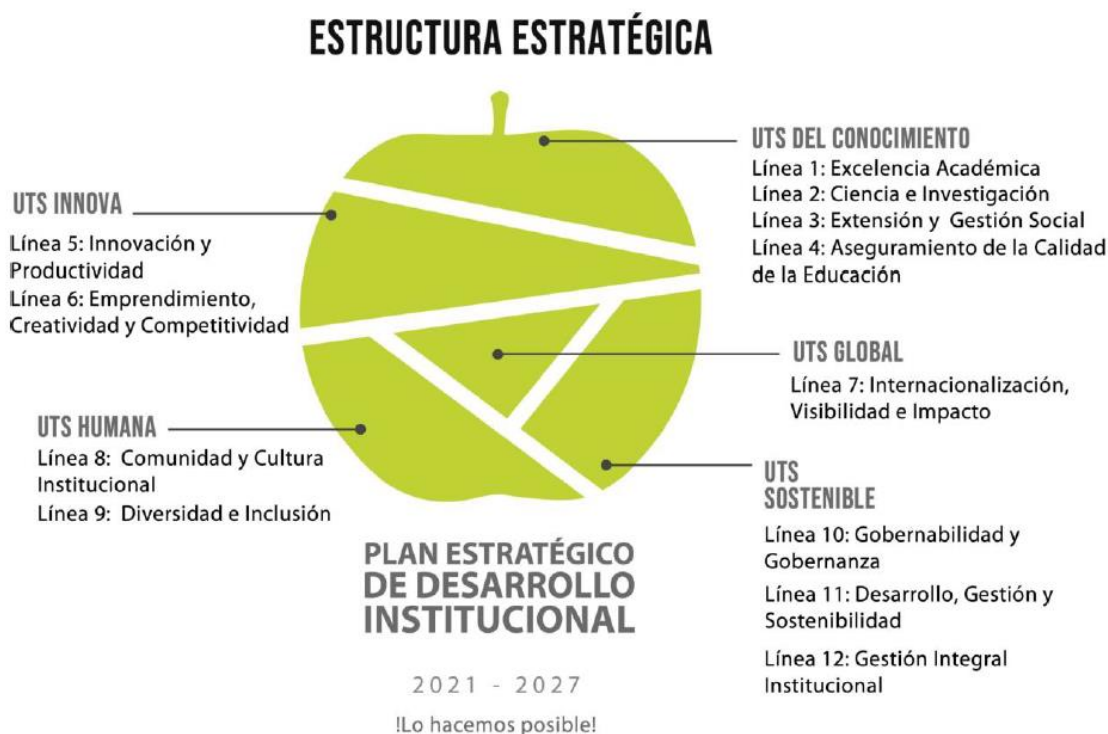 ESTRUCTURA ESTRATÉGICA
UTS DEL CONOCIMIENTO
Línea 1: Excelencia Académica
Línea 2: Ciencia e Investigación
Línea 3: Extensión y Gestión Social
Línea 4: Aseguramiento de la Calidad
de la Educación
UTS INNOVA
Línea 5: Innovación y
Productividad
Línea 6: Emprendimiento,
Creatividad y Competitividad
UTS GLOBAL
Línea 7: Internacionalización,
Visibilidad e Impacto
UTS HUMANA
Línea 8: Comunidad y Cultura
Institucional
Línea 9: Diversidad e Inclusión
UTS
SOSTENIBLE
Línea 10: Gobernabilidad y
Gobernanza
Línea 11: Desarrollo, Gestión y
Sostenibilidad
Línea 12: Gestión Integral
Institucional
PLAN ESTRATÉGICO
DE DESARROLLO
INSTITUCIONAL
2021 - 2027
!Lo hacemos posible!